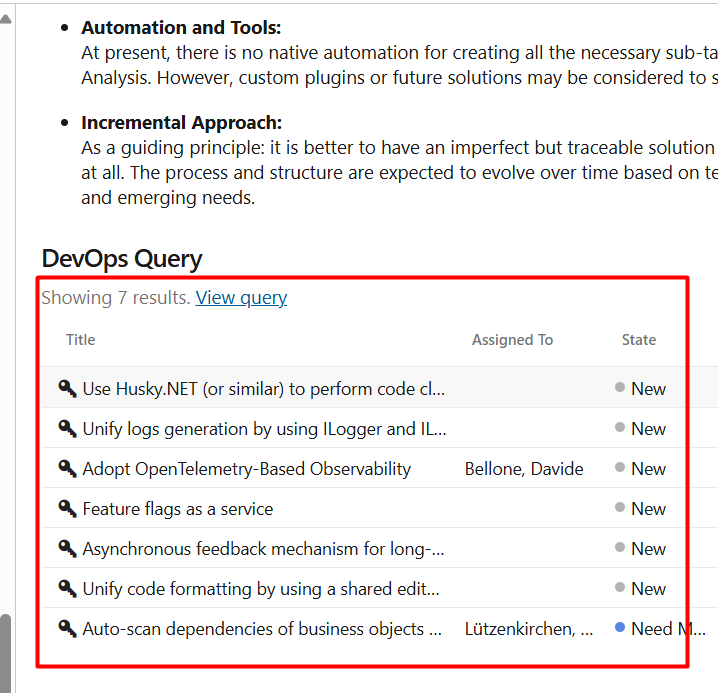 Automation and Tools:
At present, there is no native automation for creating all the necessary sub-ta
Analysis. However, custom plugins or future solutions may be considered to s
Incremental Approach:
As a guiding principle: it is better to have an imperfect but traceable solution
at all. The process and structure are expected to evolve over time based on te
and emerging needs.
DevOps Query
Showing 7 results. View query
Title Assigned To State
Use Husky.NET (or similar) to perform code cl... New
Unify logs generation by using ILogger and IL... New
Adopt OpenTelemetry-Based Observability Bellone, Davide New
Feature flags as a service New
Asynchronous feedback mechanism for long-... New
Unify code formatting by using a shared edit... New
Auto-scan dependencies of business objects ... Lützenkirchen, ... Need M...